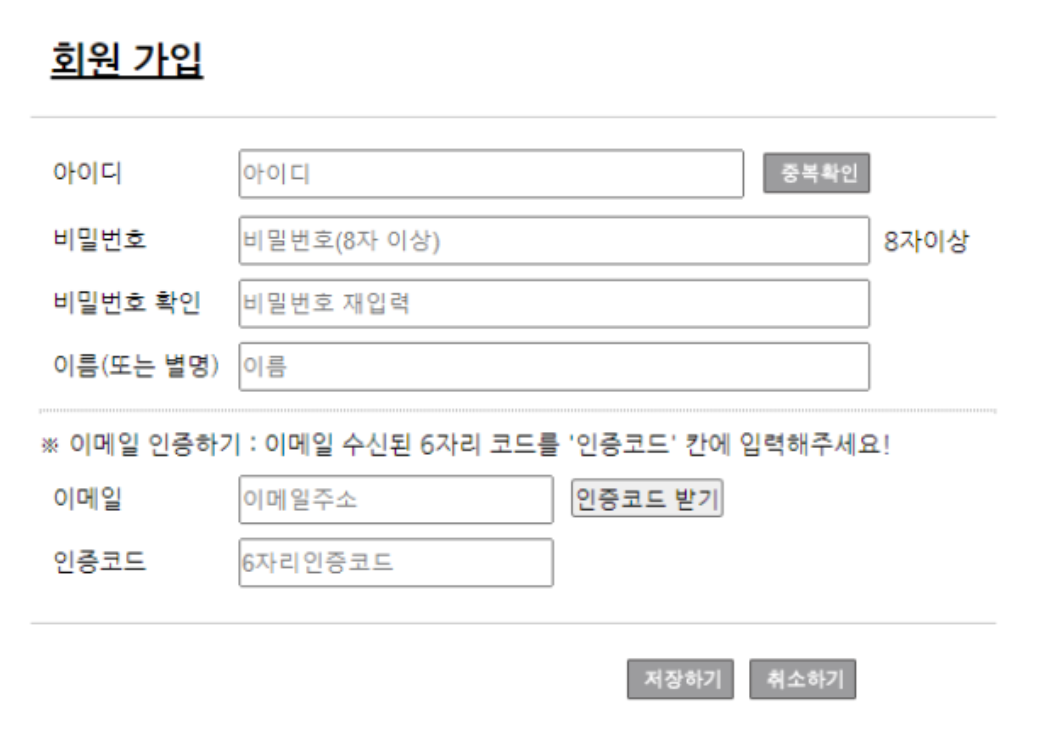 회원 가입
아이디 아이디 중복확인
비밀번호 비밀번호(8자 이상) 8자이상
비밀번호 확인 비밀번호 재입력
이름(또는 별명) 이름
※ 이메일 인증하기 : 이메일 수신된 6자리 코드를 '인증코드' 칸에 입력해주세요!
이메일 이메일주소 인증코드 받기
인증코드 6자리인증코드
저장하기 취소하기